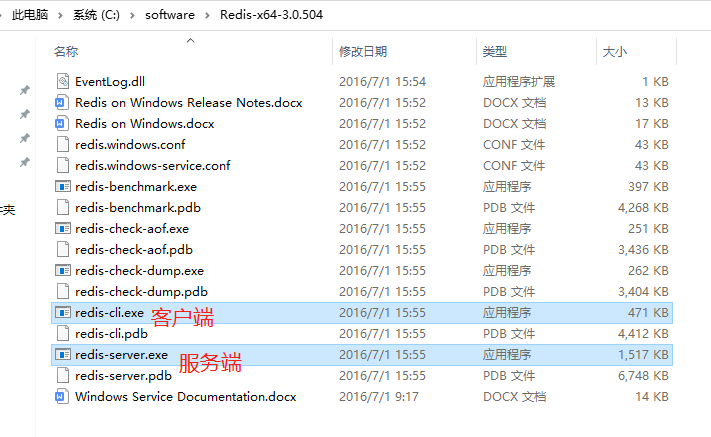 此电脑 > 系统 (C:) > software > Redis-x64-3.0.504
名称 修改日期 类型 大小
EventLog.dll 2016/7/1 15:54 应用程序扩展 1 KB
Redis on Windows Release Notes.docx 2016/7/1 15:52 DOCX 文档 13 KB
Redis on Windows.docx 2016/7/1 15:52 DOCX 文档 17 KB
redis.windows.conf 2016/7/1 15:52 CONF 文件 43 KB
redis.windows-service.conf 2016/7/1 15:52 CONF 文件 43 KB
redis-benchmark.exe 2016/7/1 15:55 应用程序 397 KB
redis-benchmark.pdb 2016/7/1 15:55 PDB 文件 4,268 KB
redis-check-aof.exe 2016/7/1 15:55 应用程序 251 KB
redis-check-aof.pdb 2016/7/1 15:55 PDB 文件 3,436 KB
redis-check-dump.exe 2016/7/1 15:55 应用程序 262 KB
redis-check-dump.pdb 2016/7/1 15:55 PDB 文件 3,404 KB
redis-cli.exe 客户端 2016/7/1 15:55 应用程序 471 KB
redis-cli.pdb 2016/7/1 15:55 PDB 文件 4,412 KB
redis-server.exe 服务端 2016/7/1 15:55 应用程序 1,517 KB
redis-server.pdb 2016/7/1 15:55 PDB 文件 6,748 KB
Windows Service Documentation.docx 2016/7/1 9:17 DOCX 文档 14 KB
夹